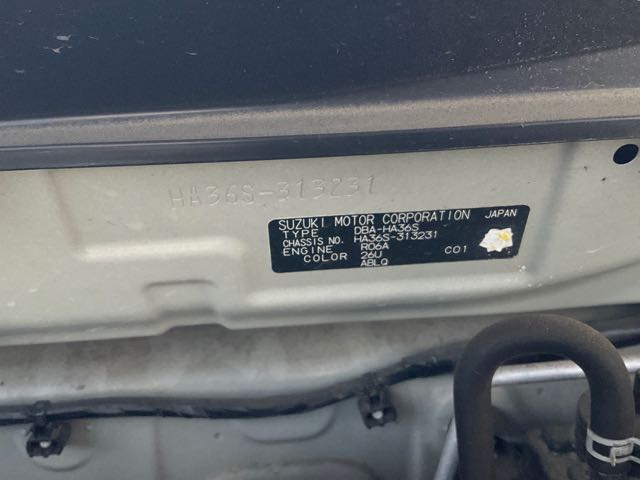 HA36S-313231
SUZUKI MOTOR CORPORATION JAPAN
TYPE DBA-HA36S
CHASSIS NO. HA36S-313231
ENGINE R06A
COLOR 26U C01
ABLQ